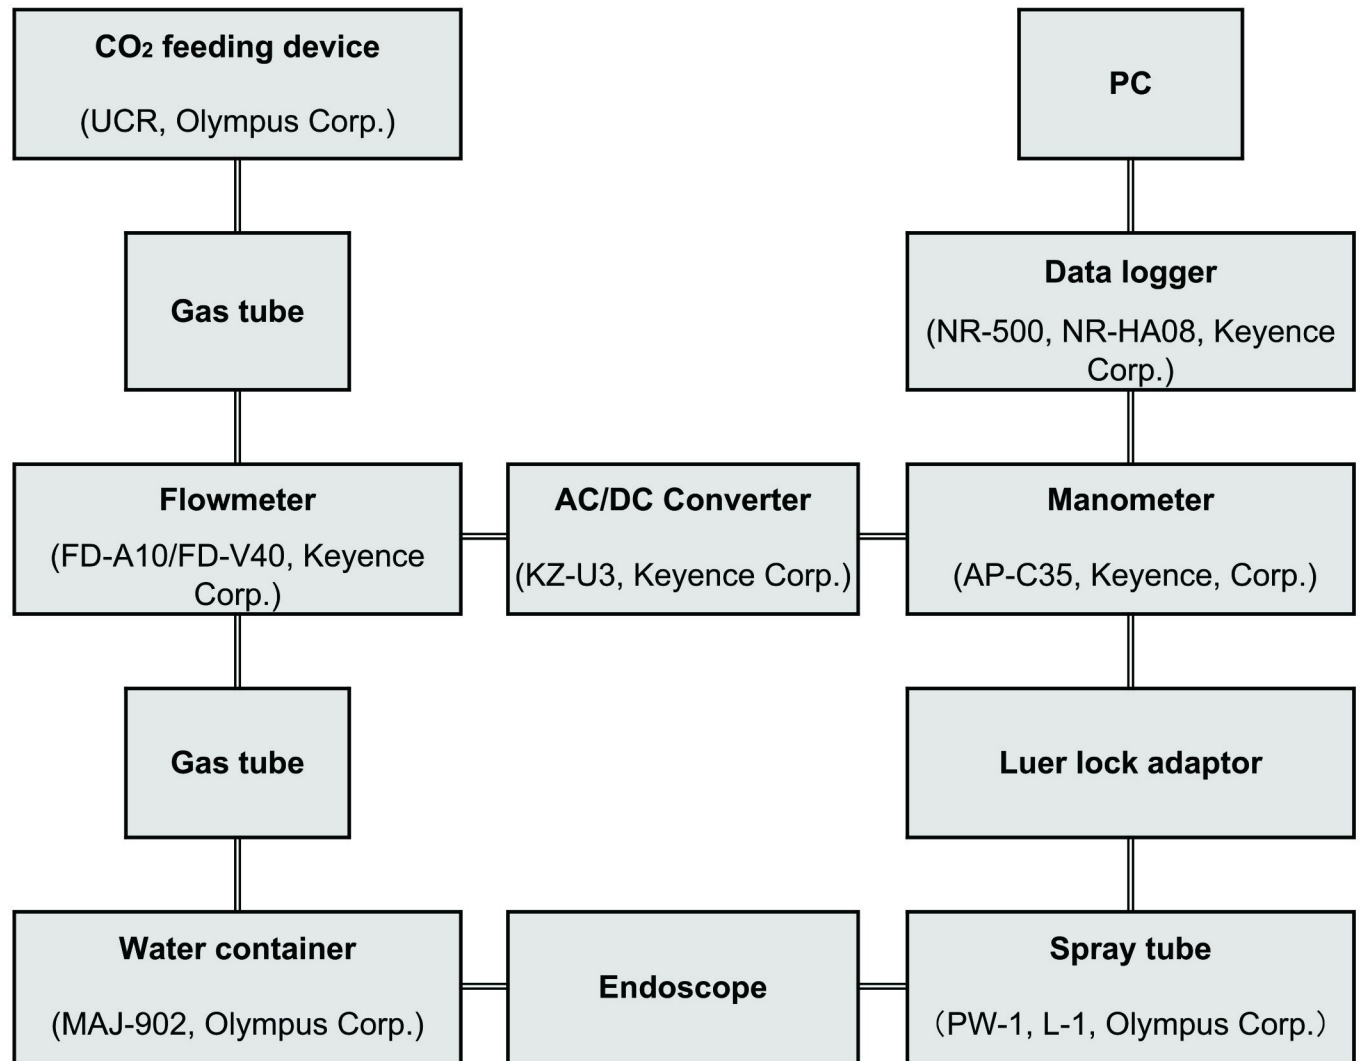 CO2 feeding device
(UCR, Olympus Corp.)
PC
Gas tube
Data logger
(NR-500, NR-HA08, Keyence
Corp.)
Flowmeter
(FD-A10/FD-V40, Keyence
Corp.)
AC/DC Converter
(KZ-U3, Keyence Corp.)
Manometer
(AP-C35, Keyence, Corp.)
Gas tube
Luer lock adaptor
Water container
(MAJ-902, Olympus Corp.)
Endoscope
Spray tube
（PW-1, L-1, Olympus Corp.）